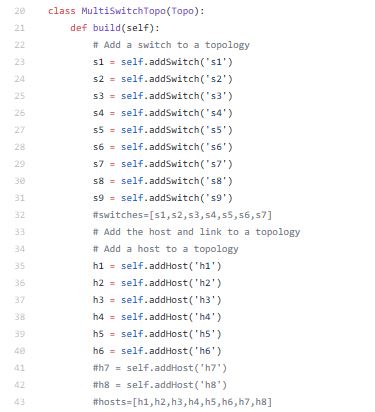 20 class MultiSwitchTopo(Topo):
21     def build(self):
22         # Add a switch to a topology
23         s1 = self.addSwitch('s1')
24         s2 = self.addSwitch('s2')
25         s3 = self.addSwitch('s3')
26         s4 = self.addSwitch('s4')
27         s5 = self.addSwitch('s5')
28         s6 = self.addSwitch('s6')
29         s7 = self.addSwitch('s7')
30         s8 = self.addSwitch('s8')
31         s9 = self.addSwitch('s9')
32         #switches=[s1,s2,s3,s4,s5,s6,s7]
33         # Add the host and link to a topology
34         # Add a host to a topology
35         h1 = self.addHost('h1')
36         h2 = self.addHost('h2')
37         h3 = self.addHost('h3')
38         h4 = self.addHost('h4')
39         h5 = self.addHost('h5')
40         h6 = self.addHost('h6')
41         #h7 = self.addHost('h7')
42         #h8 = self.addHost('h8')
43         #hosts=[h1,h2,h3,h4,h5,h6,h7,h8]